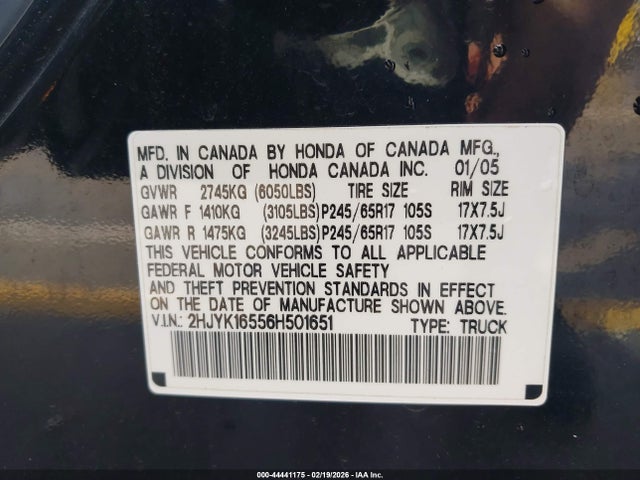 MFD. IN CANADA BY HONDA OF CANADA MFG.,
A DIVISION OF HONDA CANADA INC. 01/05
GVWR 2745KG (6050LBS) TIRE SIZE RIM SIZE
GAWR F 1410KG (3105LBS)P245/65R17 105S 17X7.5J
GAWR R 1475KG (3245LBS)P245/65R17 105S 17X7.5J
THIS VEHICLE CONFORMS TO ALL APPLICABLE
FEDERAL MOTOR VEHICLE SAFETY
AND THEFT PREVENTION STANDARDS IN EFFECT
ON THE DATE OF MANUFACTURE SHOWN ABOVE.
V.I.N.: 2HJYK16556H501651 TYPE: TRUCK
000-44441175 - 02/19/2026 - IAA Inc.